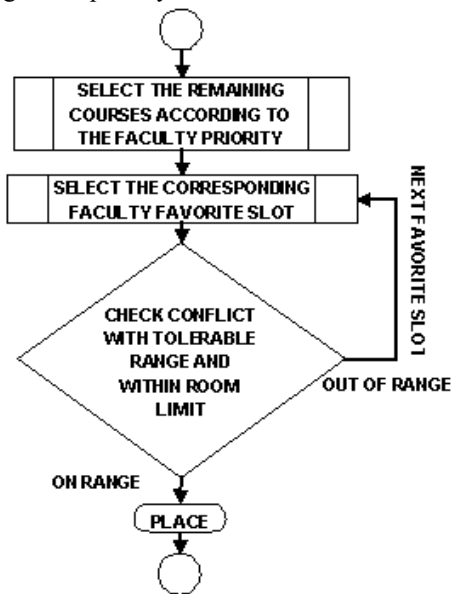 SELECT THE REMAINING
COURSES ACCORDING TO
THE FACULTY PRIORITY
SELECT THE CORRESPONDING
FACULTY FAVORITE SLOT
NEXT FAVORITE SLOT
CHECK CONFLICT
WITH TOLERABLE
RANGE AND
WITHIN ROOM
LIMIT
OUT OF RANGE
ON RANGE
PLACE